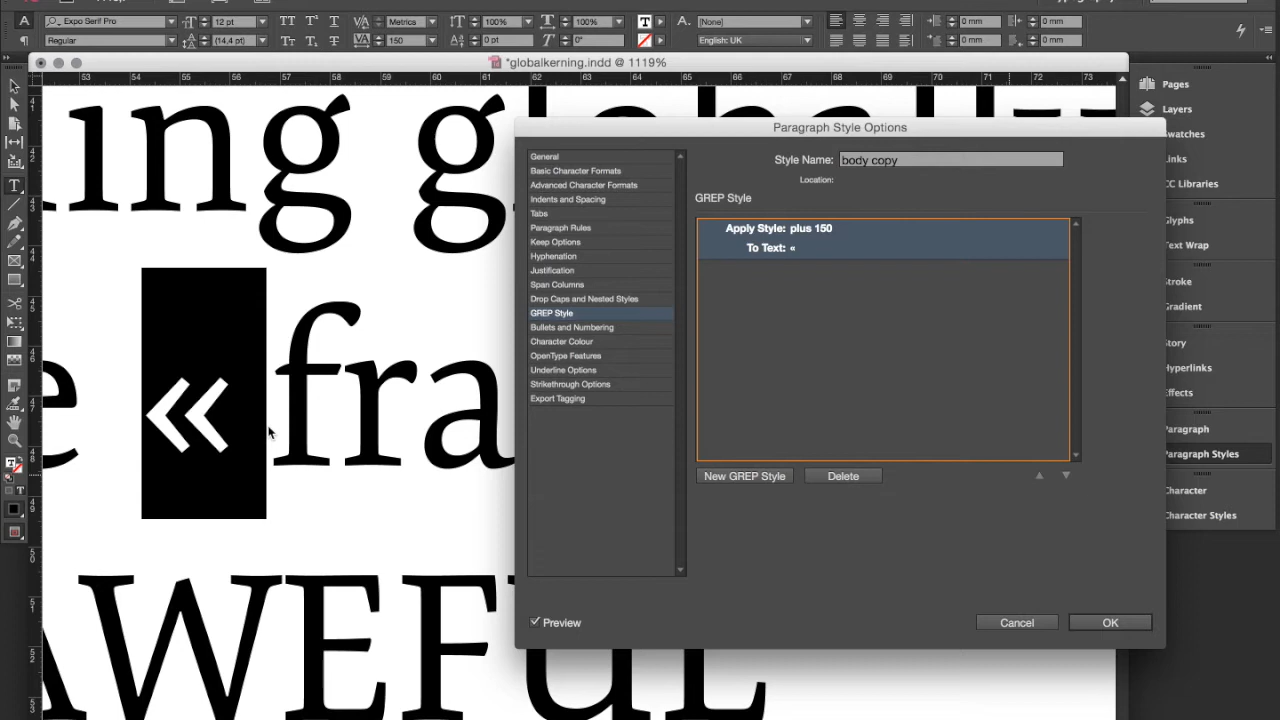 Expo Serif Pro
12 pt
Metrics
100%
100%
[None]
0 mm
0 mm
Regular
(14,4 pt)
150
0 pt
0°
English: UK
0 mm
0 mm
*globalkerning.indd @ 1119%
53 54 55 56 57 58 59 60 61 62 63 64 65 66 67 68 69 70 71 72 73
Pages
Layers
Swatches
Links
CC Libraries
Glyphs
Text Wrap
Stroke
Gradient
Story
Hyperlinks
Effects
Paragraph
Paragraph Styles
Character
Character Styles
ing g
e « fra
AWEFU
Paragraph Style Options
General
Basic Character Formats
Advanced Character Formats
Indents and Spacing
Tabs
Paragraph Rules
Keep Options
Hyphenation
Justification
Span Columns
Drop Caps and Nested Styles
GREP Style
Bullets and Numbering
Character Colour
OpenType Features
Underline Options
Strikethrough Options
Export Tagging
Style Name: body copy
Location:
GREP Style
Apply Style: plus 150
To Text: «
New GREP Style
Delete
Preview
Cancel
OK